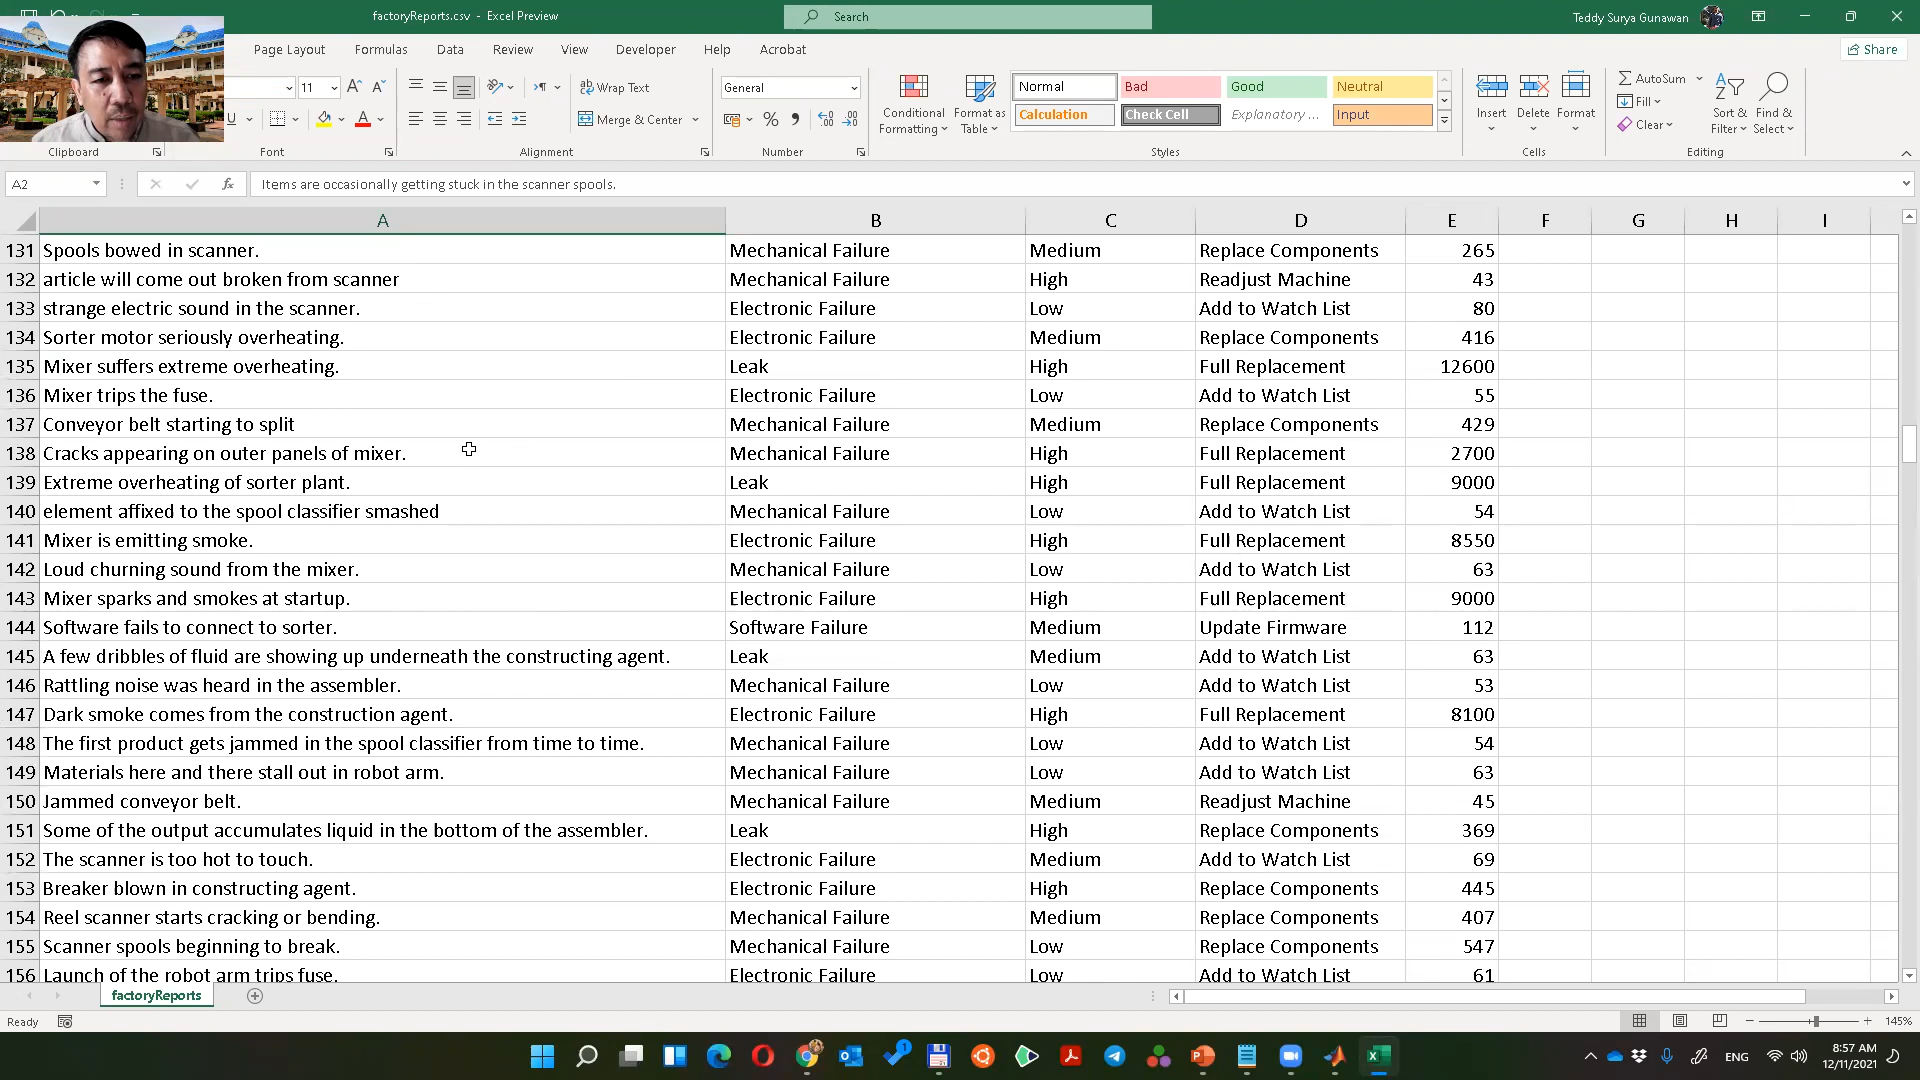 factoryReports.csv - Excel Preview
Search
Teddy Surya Gunawan
Page Layout Formulas Data Review View Developer Help Acrobat
Share
11
Wrap Text
Merge & Center
General
Conditional Formatting
Format as Table
Normal Bad Good Neutral
Calculation Check Cell Explanatory ... Input
Insert Delete Format
AutoSum
Fill
Clear
Sort & Filter
Find & Select
Clipboard Font Alignment Number Styles Cells Editing
A2 fx Items are occasionally getting stuck in the scanner spools.
A B C D E F G H I
131 Spools bowed in scanner. Mechanical Failure Medium Replace Components 265
132 article will come out broken from scanner Mechanical Failure High Readjust Machine 43
133 strange electric sound in the scanner. Electronic Failure Low Add to Watch List 80
134 Sorter motor seriously overheating. Electronic Failure Medium Replace Components 416
135 Mixer suffers extreme overheating. Leak High Full Replacement 12600
136 Mixer trips the fuse. Electronic Failure Low Add to Watch List 55
137 Conveyor belt starting to split Mechanical Failure Medium Replace Components 429
138 Cracks appearing on outer panels of mixer. Mechanical Failure High Full Replacement 2700
139 Extreme overheating of sorter plant. Leak High Full Replacement 9000
140 element affixed to the spool classifier smashed Mechanical Failure Low Add to Watch List 54
141 Mixer is emitting smoke. Electronic Failure High Full Replacement 8550
142 Loud churning sound from the mixer. Mechanical Failure Low Add to Watch List 63
143 Mixer sparks and smokes at startup. Electronic Failure High Full Replacement 9000
144 Software fails to connect to sorter. Software Failure Medium Update Firmware 112
145 A few dribbles of fluid are showing up underneath the constructing agent. Leak Medium Add to Watch List 63
146 Rattling noise was heard in the assembler. Mechanical Failure Low Add to Watch List 53
147 Dark smoke comes from the construction agent. Electronic Failure High Full Replacement 8100
148 The first product gets jammed in the spool classifier from time to time. Mechanical Failure Low Add to Watch List 54
149 Materials here and there stall out in robot arm. Mechanical Failure Low Add to Watch List 63
150 Jammed conveyor belt. Mechanical Failure Medium Readjust Machine 45
151 Some of the output accumulates liquid in the bottom of the assembler. Leak High Replace Components 369
152 The scanner is too hot to touch. Electronic Failure Medium Add to Watch List 69
153 Breaker blown in constructing agent. Electronic Failure High Replace Components 445
154 Reel scanner starts cracking or bending. Mechanical Failure Medium Replace Components 407
155 Scanner spools beginning to break. Mechanical Failure Low Replace Components 547
156 Launch of the robot arm trips fuse. Electronic Failure Low Add to Watch List 61
factoryReports
Ready
145%
ENG
8:57 AM
12/11/2021